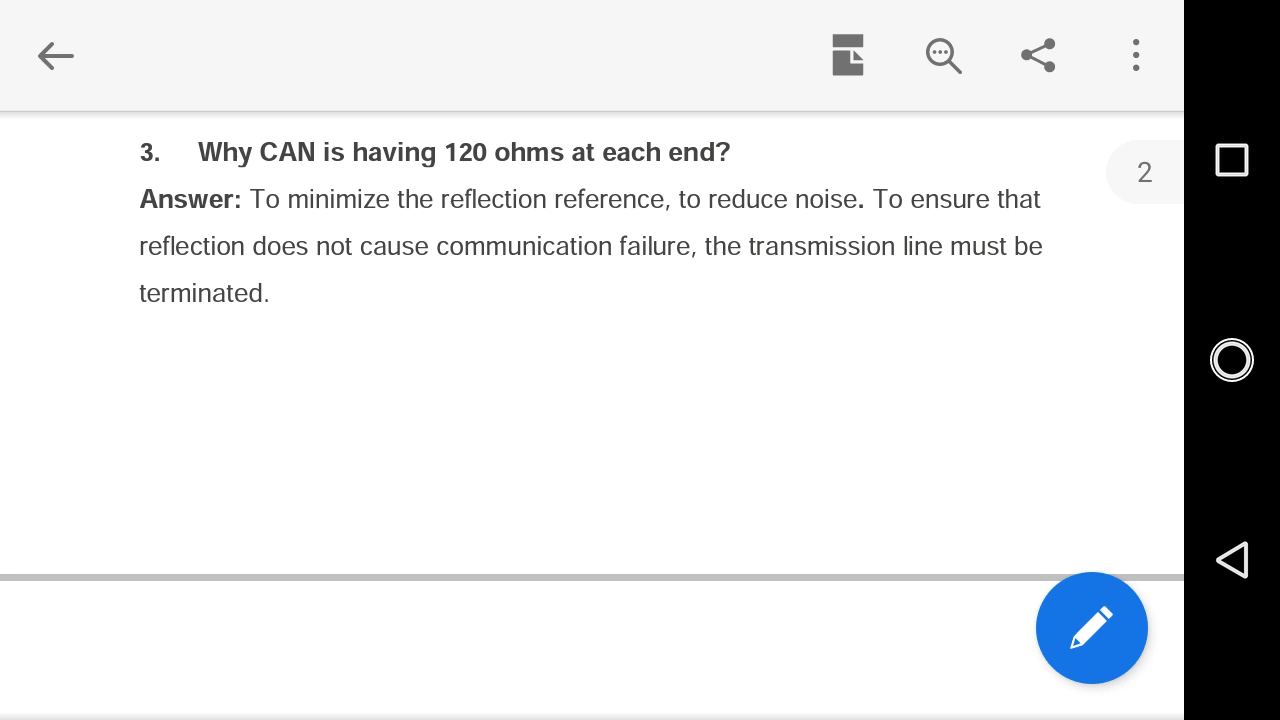 3. Why CAN is having 120 ohms at each end?
2
Answer: To minimize the reflection reference, to reduce noise. To ensure that
reflection does not cause communication failure, the transmission line must be
terminated.